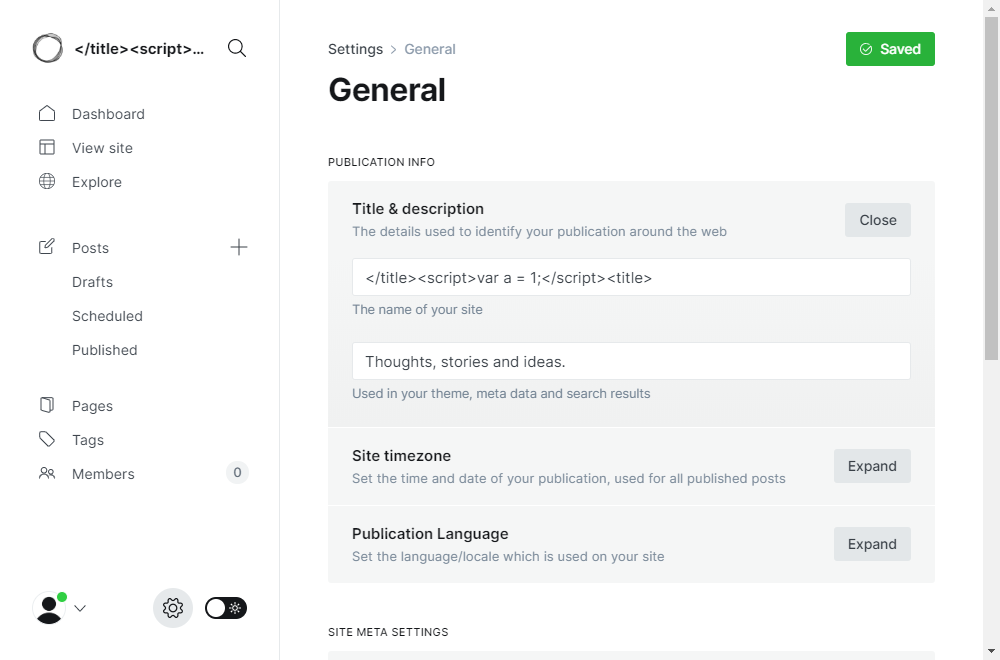 </title><script>...
Dashboard
View site
Explore
Posts
Drafts
Scheduled
Published
Pages
Tags
Members 0
Settings > General
Saved
General
PUBLICATION INFO
Title & description
Close
The details used to identify your publication around the web
</title><script>var a = 1;</script><title>
The name of your site
Thoughts, stories and ideas.
Used in your theme, meta data and search results
Site timezone
Expand
Set the time and date of your publication, used for all published posts
Publication Language
Expand
Set the language/locale which is used on your site
SITE META SETTINGS